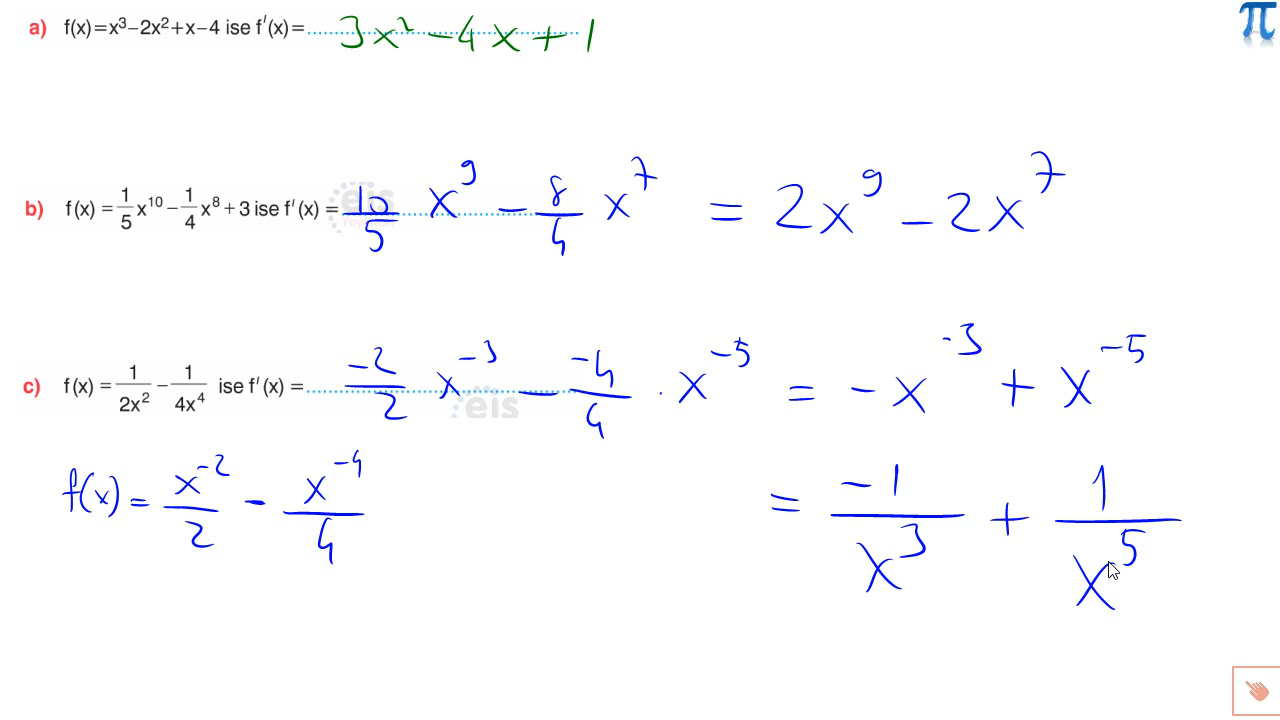 a) f(x)=x³−2x²+x−4 ise f′(x)=.......... 3x² − 4x + 1
b) f(x) = 1/5 x¹⁰ − 1/4 x⁸ + 3 ise f′(x) = 10/5 x⁹ − 8/4 x⁷ = 2x⁹ − 2x⁷
c) f(x) = 1/2x² − 1/4x⁴ ise f′(x) = −2/2 x⁻³ − −4/4 · x⁻⁵ = −x⁻³ + x⁻⁵
eis
f(x) = x⁻²/2 − x⁻⁴/4 = −1/x³ + 1/x⁵